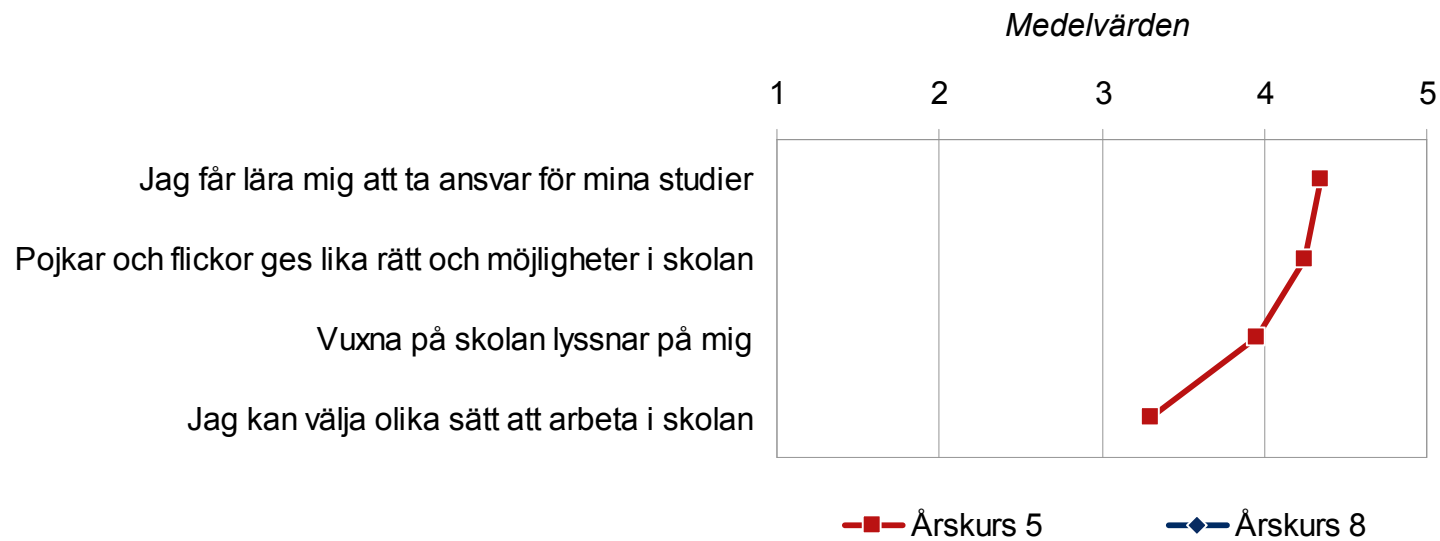 Medelvärden
1 2 3 4 5
Jag får lära mig att ta ansvar för mina studier
Pojkar och flickor ges lika rätt och möjligheter i skolan
Vuxna på skolan lyssnar på mig
Jag kan välja olika sätt att arbeta i skolan
Årskurs 5 Årskurs 8